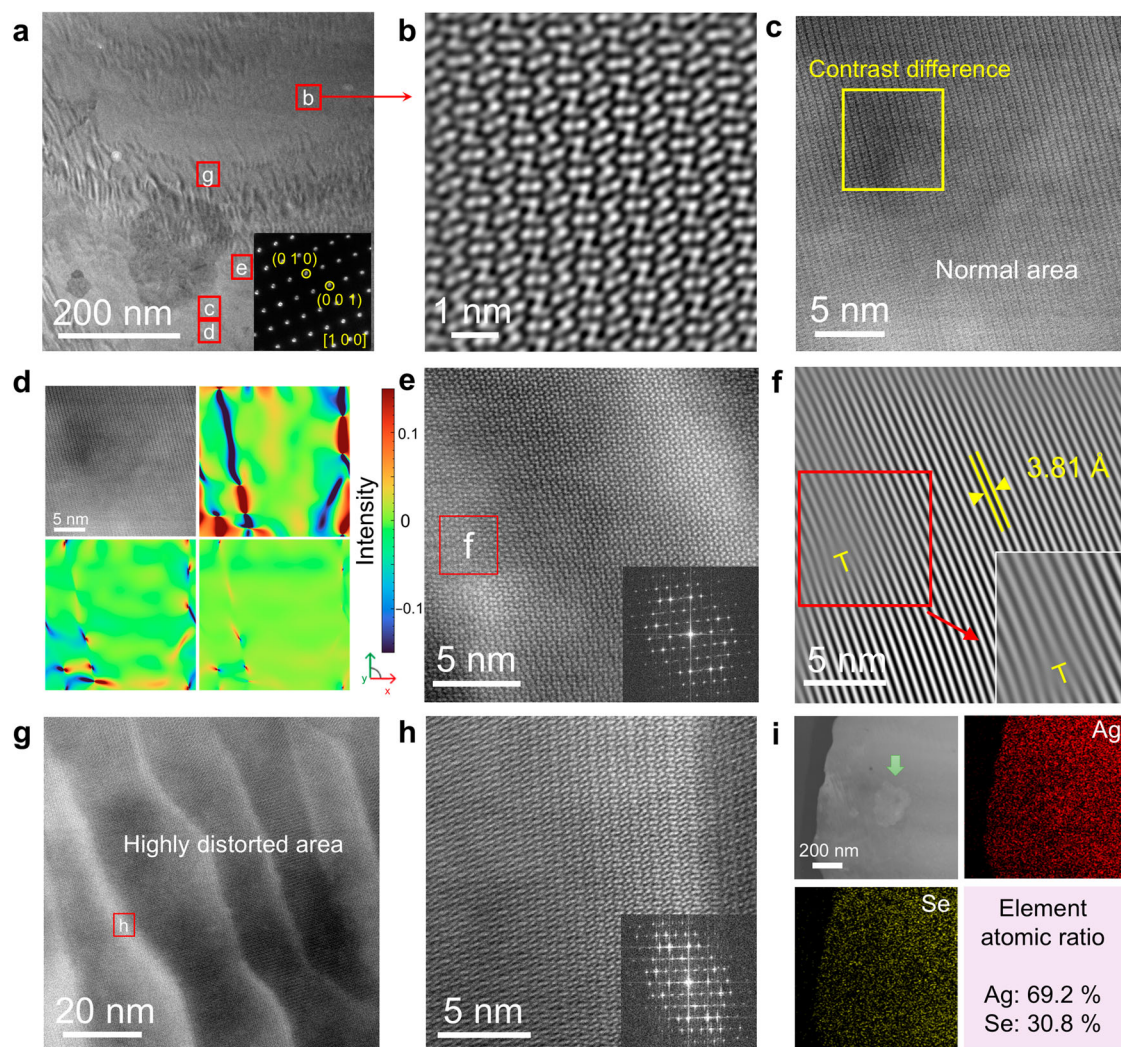 a
b
g
e
c
d
(0 1 0)
(0 0 1)
[1 0 0]
200 nm
b
1 nm
c
Contrast difference
Normal area
5 nm
d
5 nm
0.1
0
−0.1
Intensity
y
x
e
f
5 nm
f
3.81 Å
5 nm
g
Highly distorted area
h
20 nm
h
5 nm
i
200 nm
Ag
Se
Element
atomic ratio
Ag: 69.2 %
Se: 30.8 %